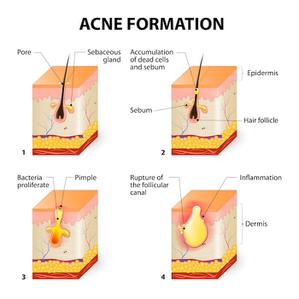 ACNE FORMATION
Pore
Sebaceous
gland
Accumulation
of dead cells
and sebum
Epidermis
Sebum
Hair follicle
1
2
Bacteria
proliferate
Pimple
Rupture of
the follicular
canal
Inflammation
Dermis
3
4